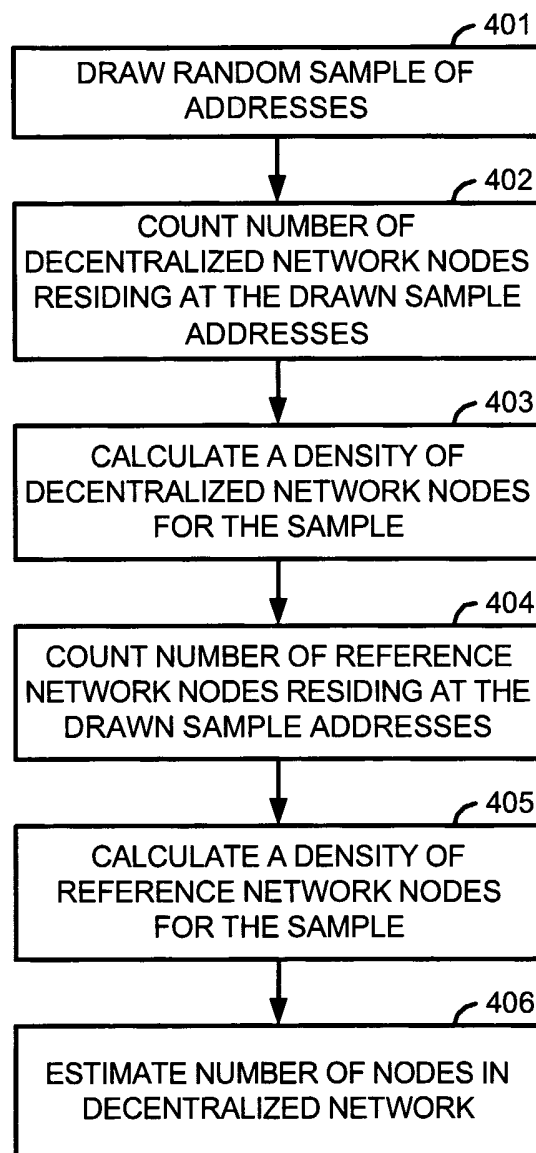 401
DRAW RANDOM SAMPLE OF
ADDRESSES
402
COUNT NUMBER OF
DECENTRALIZED NETWORK NODES
RESIDING AT THE DRAWN SAMPLE
ADDRESSES
403
CALCULATE A DENSITY OF
DECENTRALIZED NETWORK NODES
FOR THE SAMPLE
404
COUNT NUMBER OF REFERENCE
NETWORK NODES RESIDING AT THE
DRAWN SAMPLE ADDRESSES
405
CALCULATE A DENSITY OF
REFERENCE NETWORK NODES
FOR THE SAMPLE
406
ESTIMATE NUMBER OF NODES IN
DECENTRALIZED NETWORK